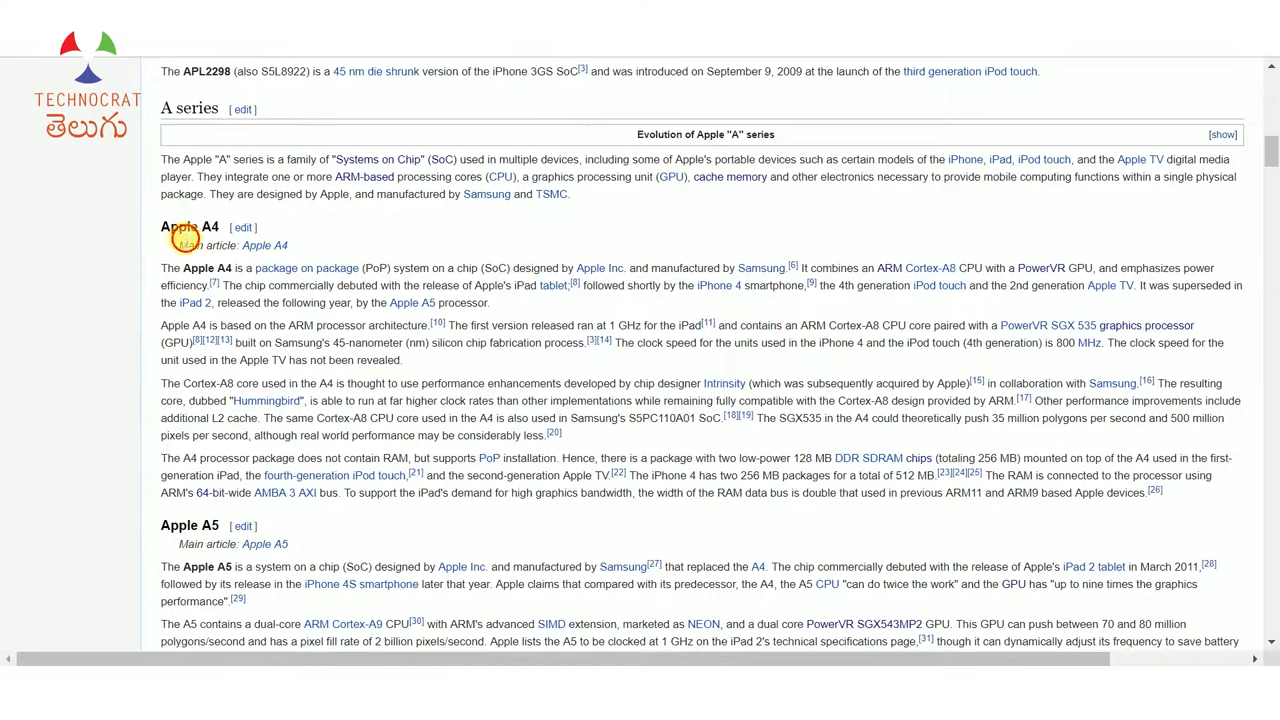 TECHNOCRAT
తెలుగు
The APL2298 (also S5L8922) is a 45 nm die shrunk version of the iPhone 3GS SoC[3] and was introduced on September 9, 2009 at the launch of the third generation iPod touch.
A series [ edit ]
Evolution of Apple "A" series [show]
The Apple "A" series is a family of "Systems on Chip" (SoC) used in multiple devices, including some of Apple's portable devices such as certain models of the iPhone, iPad, iPod touch, and the Apple TV digital media
player. They integrate one or more ARM-based processing cores (CPU), a graphics processing unit (GPU), cache memory and other electronics necessary to provide mobile computing functions within a single physical
package. They are designed by Apple, and manufactured by Samsung and TSMC.
Apple A4 [ edit ]
Main article: Apple A4
The Apple A4 is a package on package (PoP) system on a chip (SoC) designed by Apple Inc. and manufactured by Samsung.[6] It combines an ARM Cortex-A8 CPU with a PowerVR GPU, and emphasizes power
efficiency.[7] The chip commercially debuted with the release of Apple's iPad tablet;[8] followed shortly by the iPhone 4 smartphone,[9] the 4th generation iPod touch and the 2nd generation Apple TV. It was superseded in
the iPad 2, released the following year, by the Apple A5 processor.
Apple A4 is based on the ARM processor architecture.[10] The first version released ran at 1 GHz for the iPad[11] and contains an ARM Cortex-A8 CPU core paired with a PowerVR SGX 535 graphics processor
(GPU)[8][12][13] built on Samsung's 45-nanometer (nm) silicon chip fabrication process.[3][14] The clock speed for the units used in the iPhone 4 and the iPod touch (4th generation) is 800 MHz. The clock speed for the
unit used in the Apple TV has not been revealed.
The Cortex-A8 core used in the A4 is thought to use performance enhancements developed by chip designer Intrinsity (which was subsequently acquired by Apple)[15] in collaboration with Samsung.[16] The resulting
core, dubbed "Hummingbird", is able to run at far higher clock rates than other implementations while remaining fully compatible with the Cortex-A8 design provided by ARM.[17] Other performance improvements include
additional L2 cache. The same Cortex-A8 CPU core used in the A4 is also used in Samsung's S5PC110A01 SoC.[18][19] The SGX535 in the A4 could theoretically push 35 million polygons per second and 500 million
pixels per second, although real world performance may be considerably less.[20]
The A4 processor package does not contain RAM, but supports PoP installation. Hence, there is a package with two low-power 128 MB DDR SDRAM chips (totaling 256 MB) mounted on top of the A4 used in the first-
generation iPad, the fourth-generation iPod touch,[21] and the second-generation Apple TV.[22] The iPhone 4 has two 256 MB packages for a total of 512 MB.[23][24][25] The RAM is connected to the processor using
ARM's 64-bit-wide AMBA 3 AXI bus. To support the iPad's demand for high graphics bandwidth, the width of the RAM data bus is double that used in previous ARM11 and ARM9 based Apple devices.[26]
Apple A5 [ edit ]
Main article: Apple A5
The Apple A5 is a system on a chip (SoC) designed by Apple Inc. and manufactured by Samsung[27] that replaced the A4. The chip commercially debuted with the release of Apple's iPad 2 tablet in March 2011,[28]
followed by its release in the iPhone 4S smartphone later that year. Apple claims that compared with its predecessor, the A4, the A5 CPU "can do twice the work" and the GPU has "up to nine times the graphics
performance".[29]
The A5 contains a dual-core ARM Cortex-A9 CPU[30] with ARM's advanced SIMD extension, marketed as NEON, and a dual core PowerVR SGX543MP2 GPU. This GPU can push between 70 and 80 million
polygons/second and has a pixel fill rate of 2 billion pixels/second. Apple lists the A5 to be clocked at 1 GHz on the iPad 2's technical specifications page,[31] though it can dynamically adjust its frequency to save battery